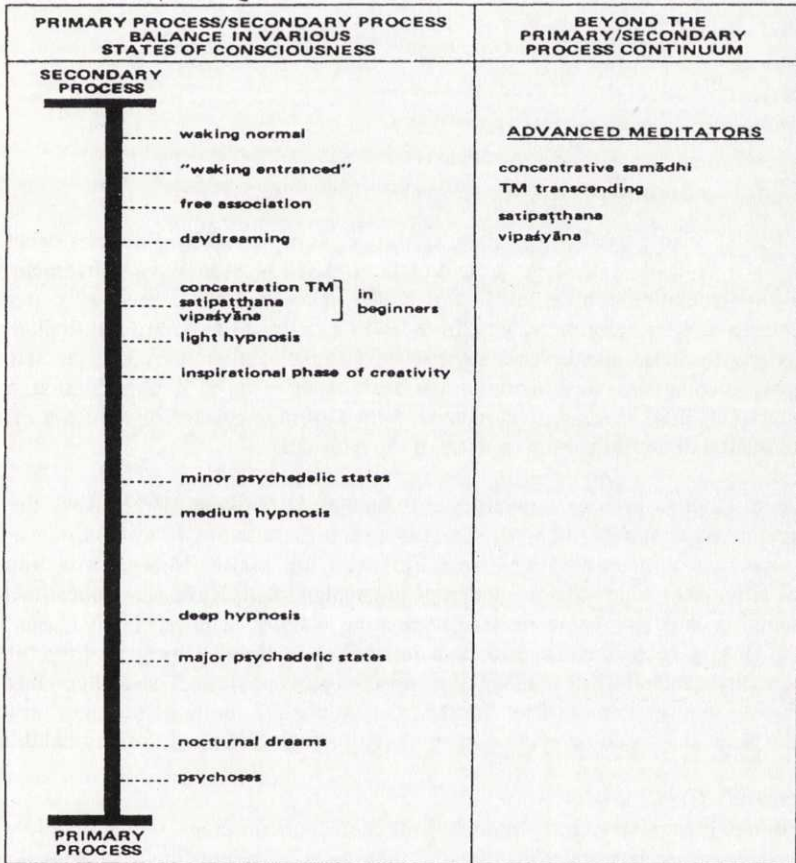 PRIMARY PROCESS/SECONDARY PROCESS
BALANCE IN VARIOUS
STATES OF CONSCIOUSNESS
SECONDARY
PROCESS
waking normal
"waking entranced"
free association
daydreaming
concentration TM
satipaṭṭhana
vipaśyāna
in
beginners
light hypnosis
inspirational phase of creativity
minor psychedelic states
medium hypnosis
deep hypnosis
major psychedelic states
nocturnal dreams
psychoses
PRIMARY
PROCESS
BEYOND THE
PRIMARY/SECONDARY
PROCESS CONTINUUM
ADVANCED MEDITATORS
concentrative samādhi
TM transcending
satipaṭṭhana
vipaśyāna